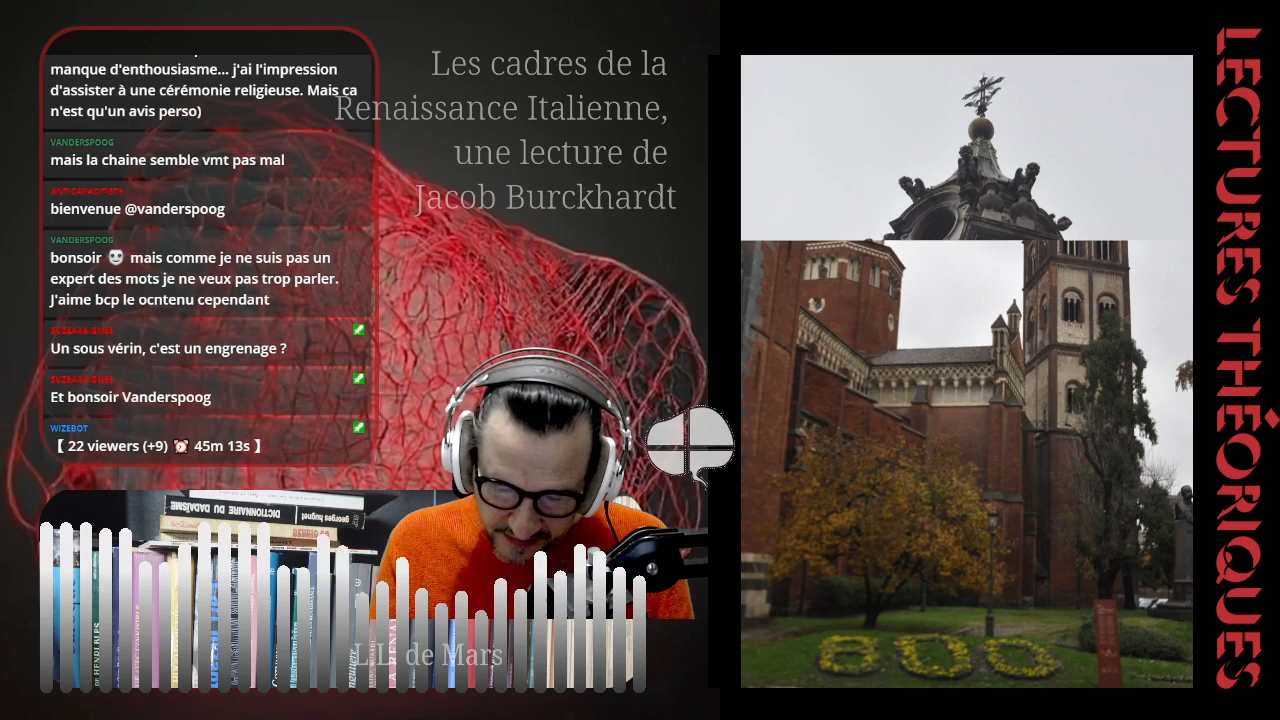 manque d'enthousiasme... j'ai l'impression
d'assister à une cérémonie religieuse. Mais ça
n'est qu'un avis perso)
VANDERSPOOG
mais la chaine semble vmt pas mal
bienvenue @vanderspoog
VANDERSPOOG
bonsoir mais comme je ne suis pas un
expert des mots je ne veux pas trop parler.
J'aime bcp le ocntenu cependant
SUZEARAIGNEE
Un sous vérin, c'est un engrenage ?
SUZEARAIGNEE
Et bonsoir Vanderspoog
WIZEBOT
【 22 viewers (+9) ⏰ 45m 13s 】
Les cadres de la
Renaissance Italienne,
une lecture de
Jacob Burckhardt
DICTIONNAIRE DU DADAÏSME
georges hugnet
L.L. de Mars
800
LECTURES THÉORIQUES